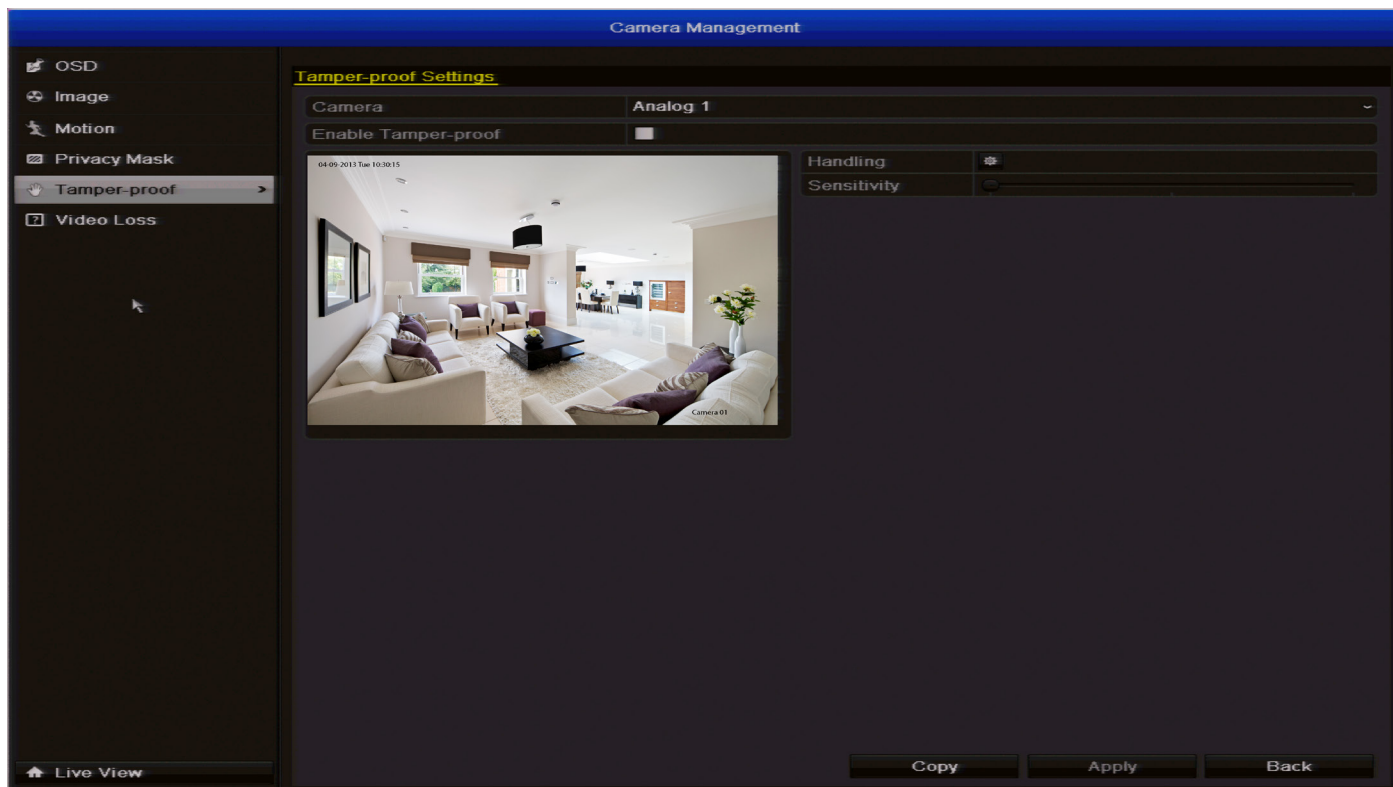 Camera Management
OSD
Image
Motion
Privacy Mask
Tamper-proof
Video Loss
Live View
Tamper-proof Settings
Camera Analog 1
Enable Tamper-proof
04-09-2013 Tue 10:30:15
Camera 01
Handling
Sensitivity
Copy Apply Back